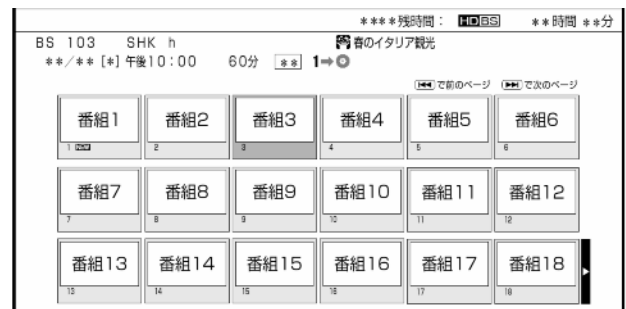 ****残時間： HD BS **時間 **分
BS 103 SHK h 春のイタリア観光
**/** [*] 午後10:00 60分 ** 1➡
⏮で前のページ ⏭で次のページ
番組1 番組2 番組3 番組4 番組5 番組6
1 NEW 2 3 4 5 6
番組7 番組8 番組9 番組10 番組11 番組12
7 8 9 10 11 12
番組13 番組14 番組15 番組16 番組17 番組18
13 14 15 16 17 18